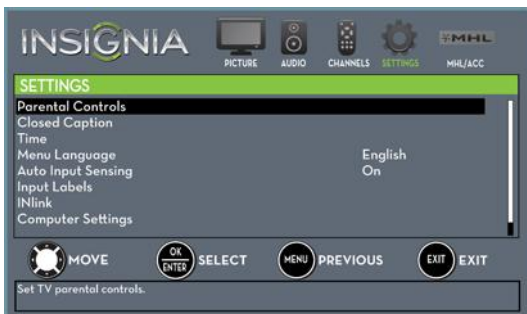 INSIGNIA
PICTURE AUDIO CHANNELS SETTINGS MHL/ACC
MHL
SETTINGS
Parental Controls
Closed Caption
Time
Menu Language English
Auto Input Sensing On
Input Labels
INlink
Computer Settings
MOVE OK ENTER SELECT MENU PREVIOUS EXIT EXIT
Set TV parental controls.